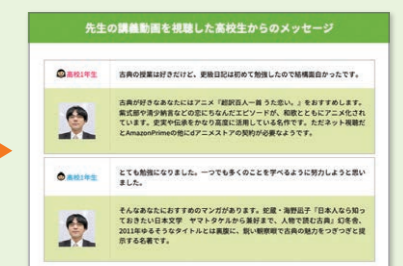 先生の講義動画を視聴した高校生からのメッセージ
高校1年生
古典の授業は好きだけど、更級日記は初めて勉強したので結構面白かったです。
古典が好きなあなたにはアニメ『超訳百人一首 うた恋い。』をおすすめします。
紫式部や清少納言などの恋にちなんだエピソードが、和歌とともにアニメ化され
ています。史実や伝承をかなり高度に活用している名作です。ただネット視聴だ
とAmazonPrimeの他にdアニメストアの契約が必要なようです。
高校1年生
とても勉強になりました。一つでも多くのことを学べるように努力しようと思い
ました。
そんなあなたにおすすめのマンガがあります。蛇蔵・海野凪子『日本人なら知っ
ておきたい日本文学 ヤマトタケルから兼好まで、人物で読む古典』幻冬舎、
2011年ゆるそうなタイトルとは裏腹に、鋭い観察眼で古典の魅力をつぎつぎと提
示する名著です。